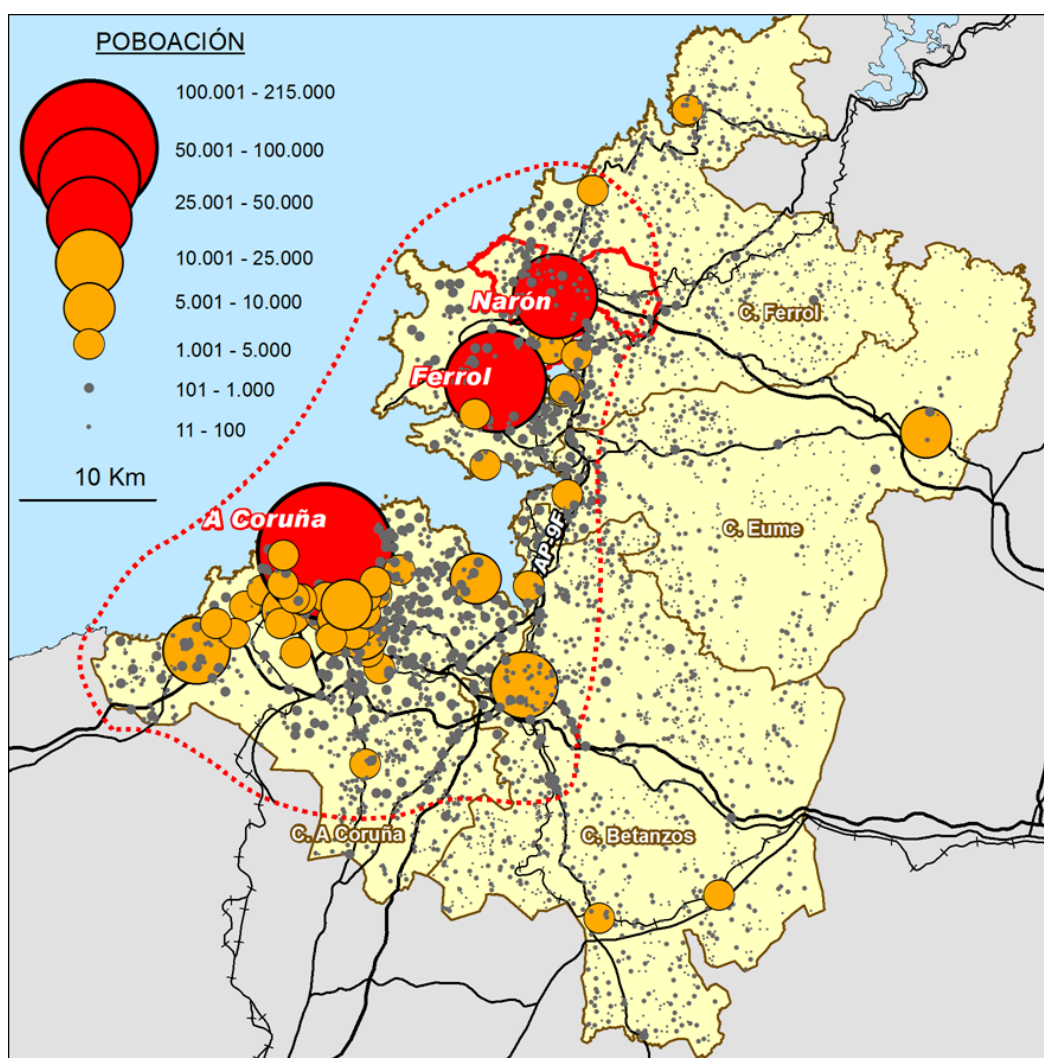 POBOACIÓN
100.001 - 215.000
50.001 - 100.000
25.001 - 50.000
10.001 - 25.000
5.001 - 10.000
1.001 - 5.000
101 - 1.000
11 - 100
10 Km
Narón
C. Ferrol
Ferrol
A Coruña
AP-9F
C. Eume
C. A Coruña
C. Betanzos